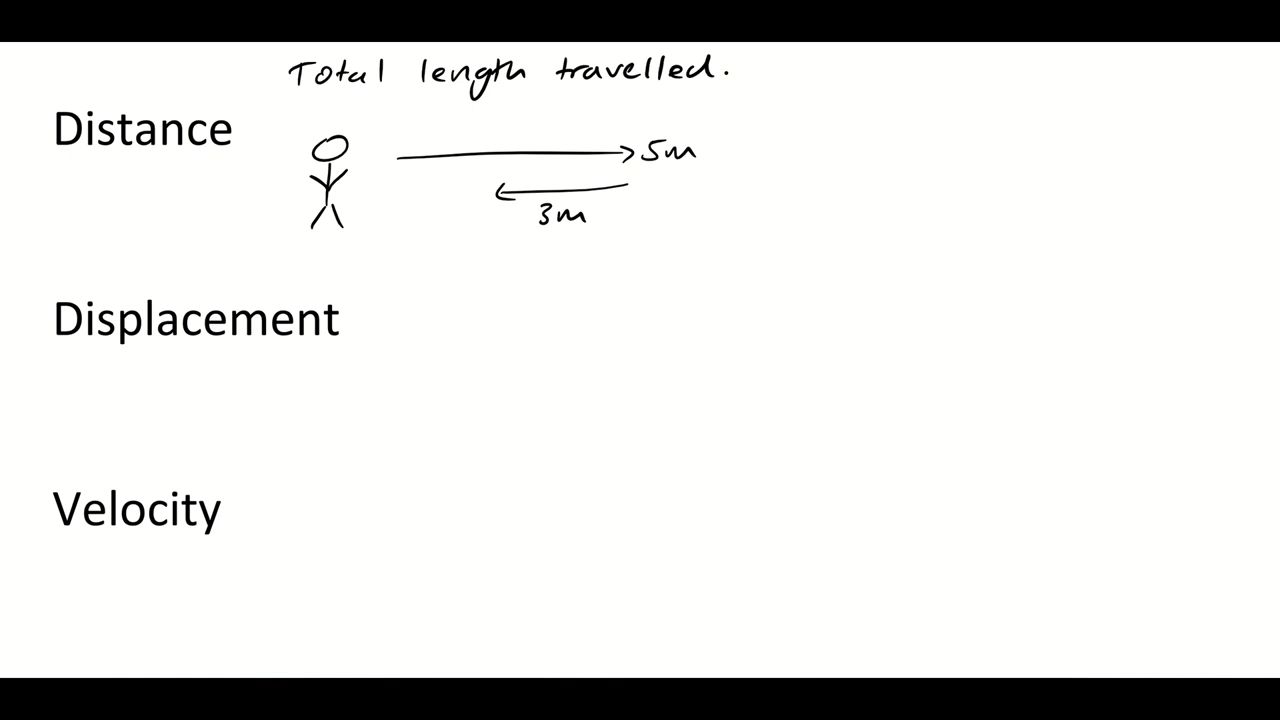 Total length travelled.
Distance
5m
3m
Displacement
Velocity